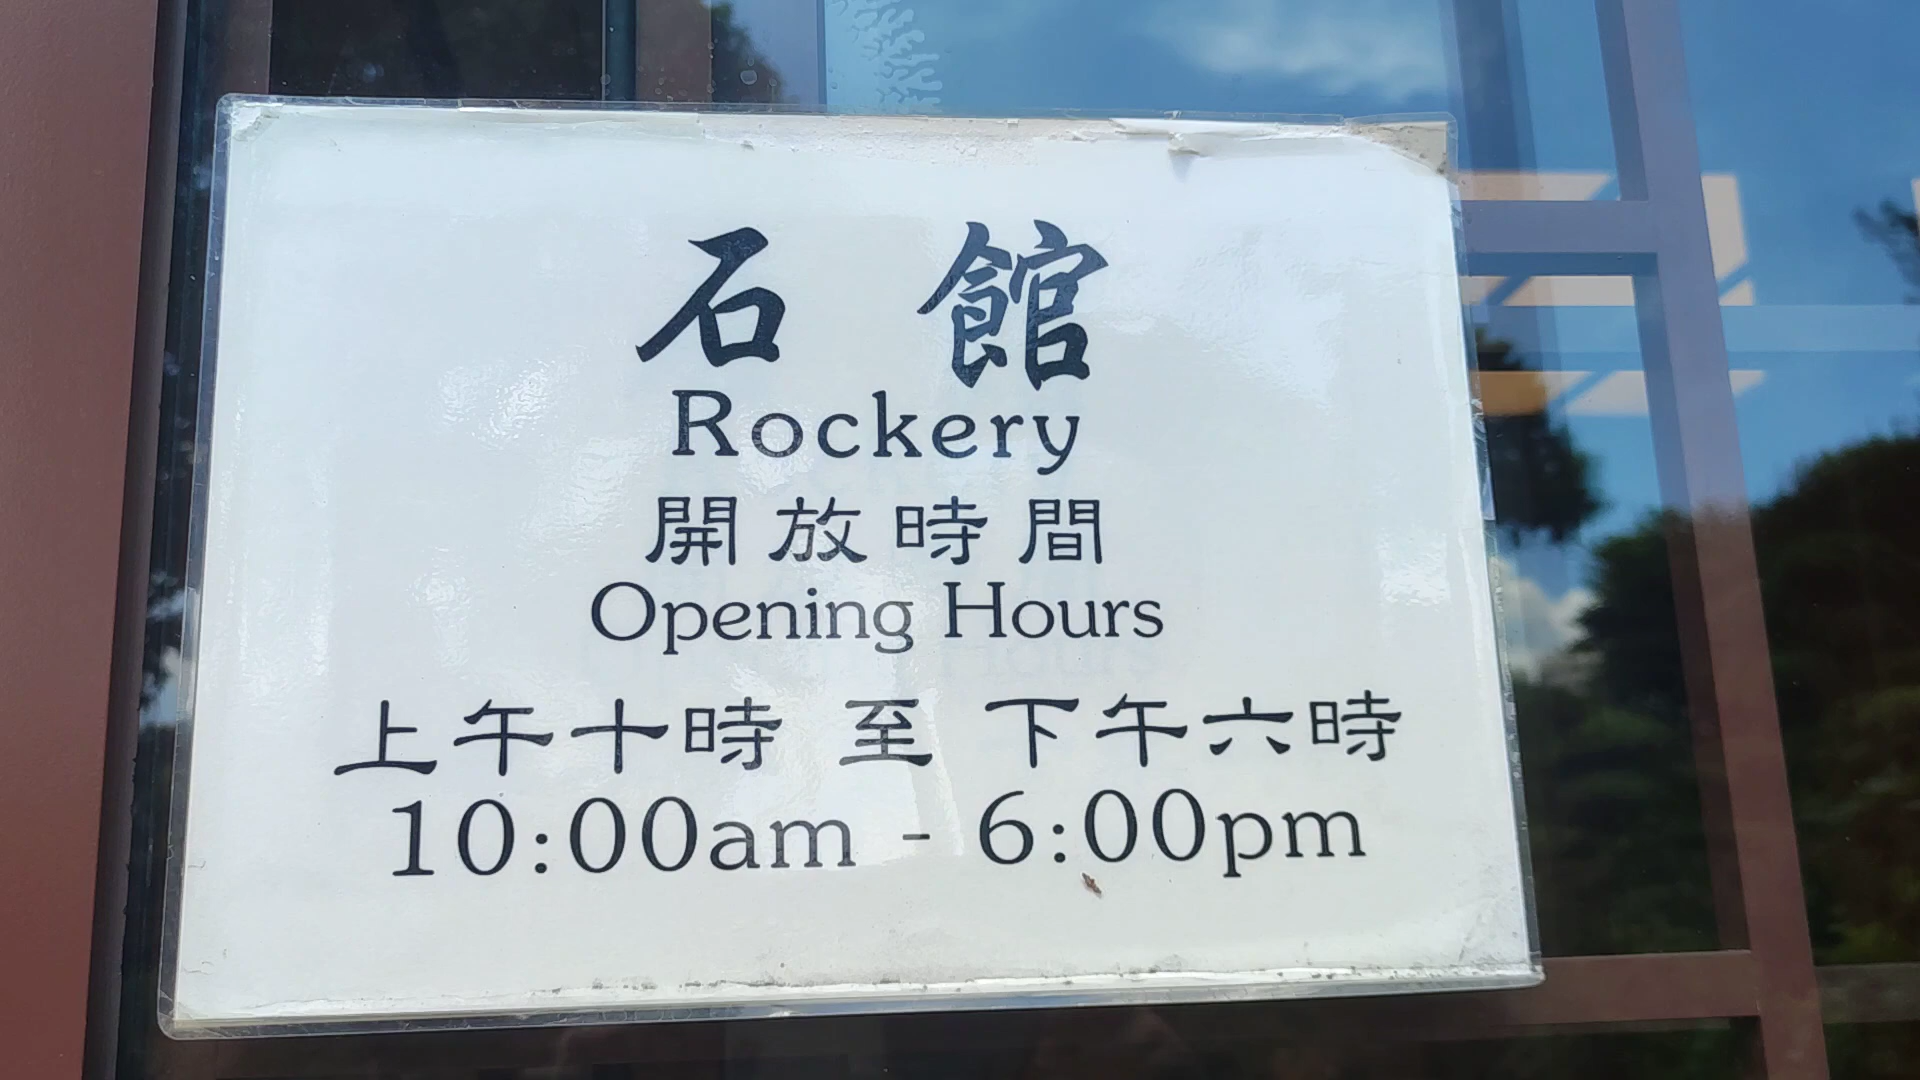 石 館
Rockery
開放時間
Opening Hours
上午十時 至 下午六時
10:00am - 6:00pm